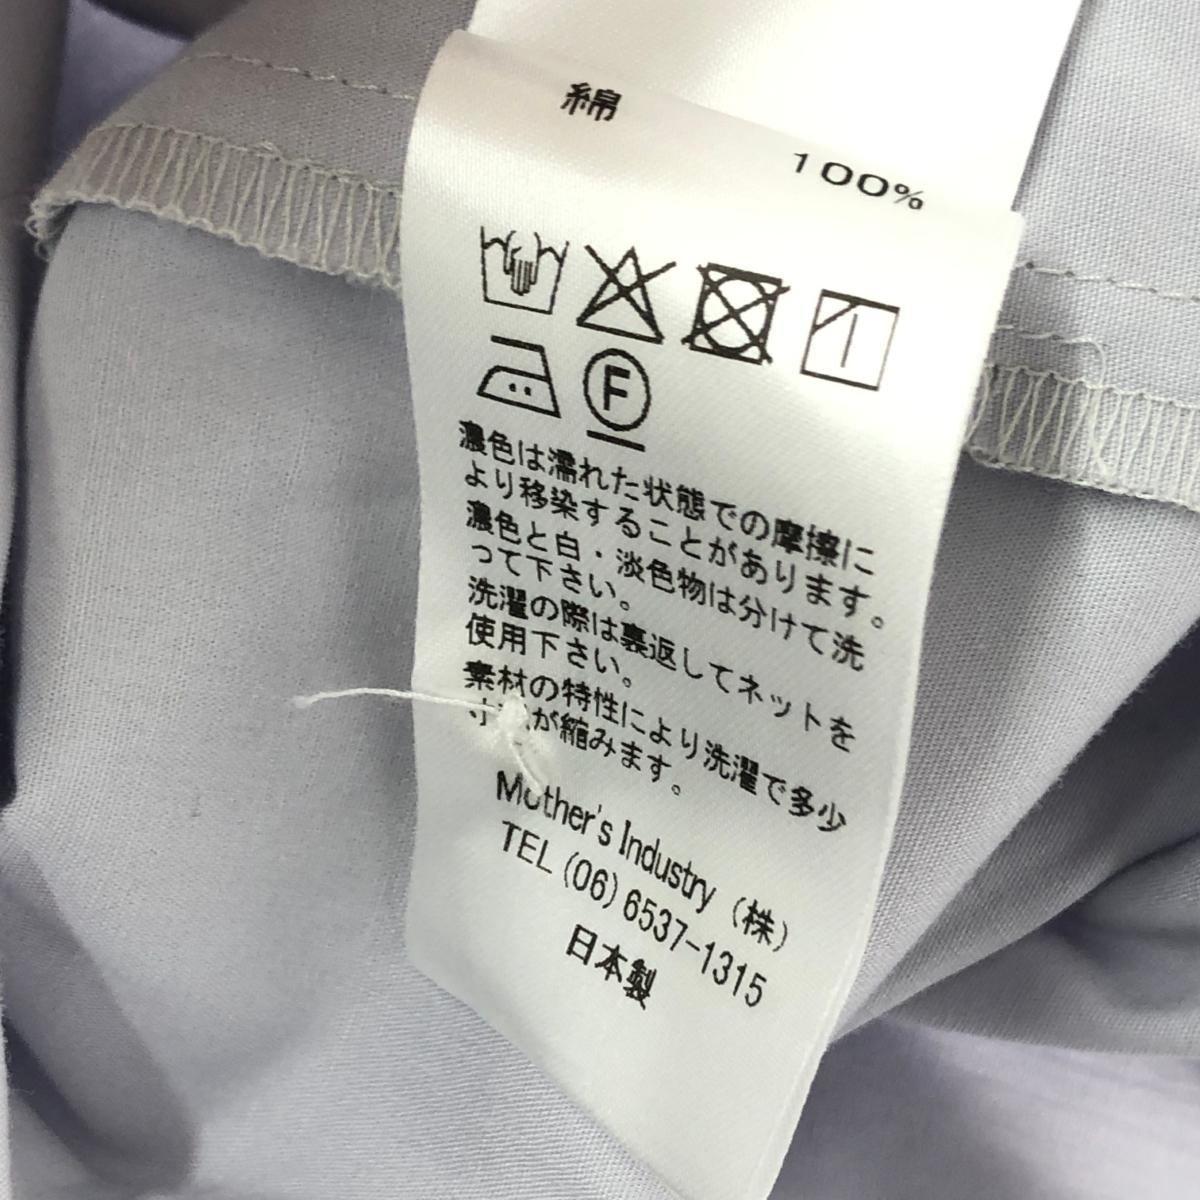 綿
100%
F
濃色は濡れた状態での摩擦に
より移染することがあります。
濃色と白・淡色物は分けて洗
って下さい。
洗濯の際は裏返してネットを
使用下さい。
素材の特性により洗濯で多少
寸が縮みます。
Mother's Industry (株)
TEL (06) 6537-1315
日本製